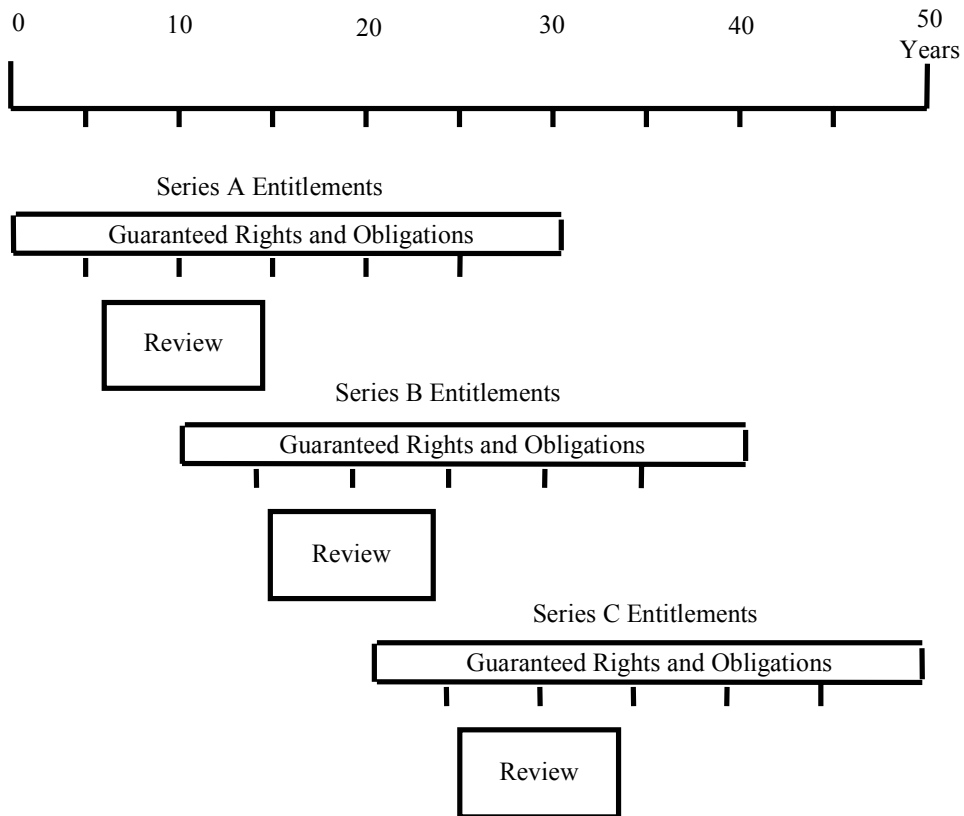 0 10 20 30 40 50
Years
Series A Entitlements
Guaranteed Rights and Obligations
Review
Series B Entitlements
Guaranteed Rights and Obligations
Review
Series C Entitlements
Guaranteed Rights and Obligations
Review